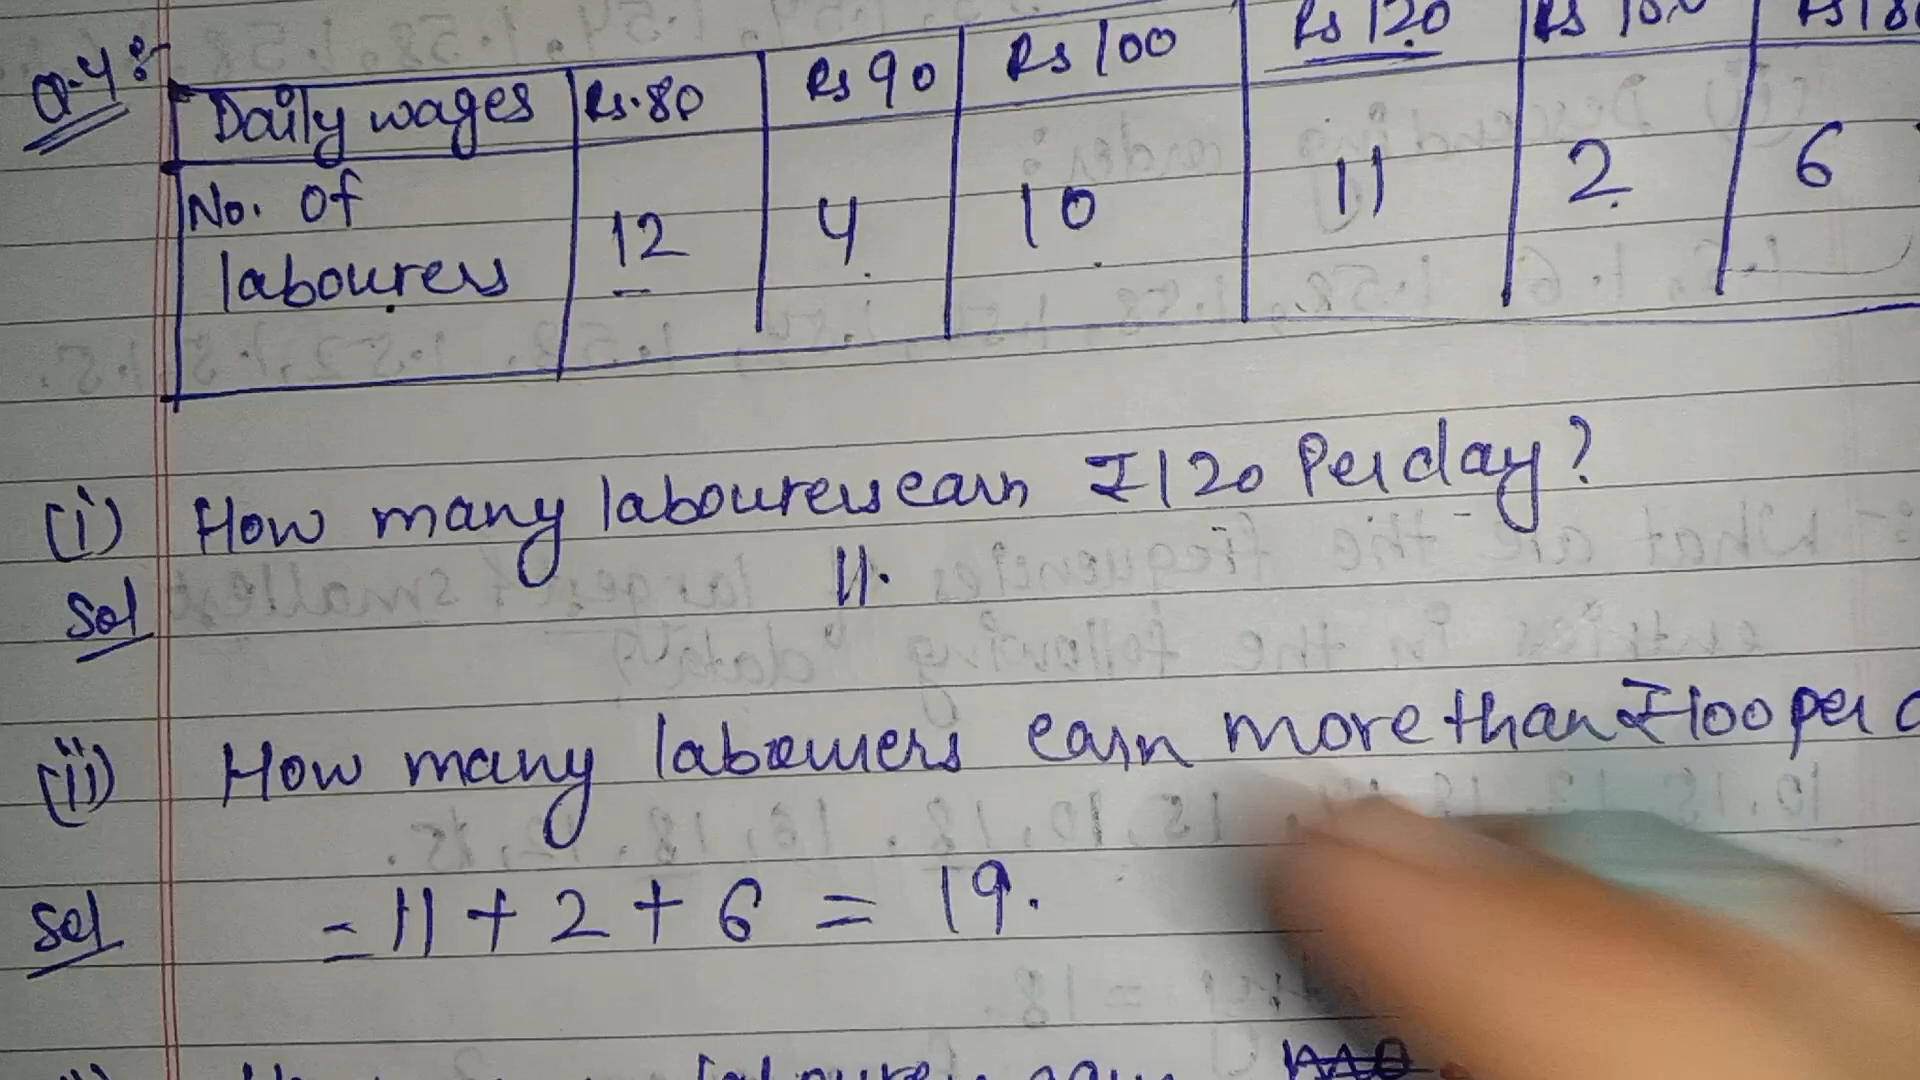 Q.4:-
Daily wages Rs.80 Rs 90 Rs 100 Rs 120
No. of labourers 12 4 10 11 2 6
(i) How many labourers earn ₹120 Per day?
Sol 11.
(ii) How many labourers earn more than ₹100 per
Sol = 11 + 2 + 6 = 19.